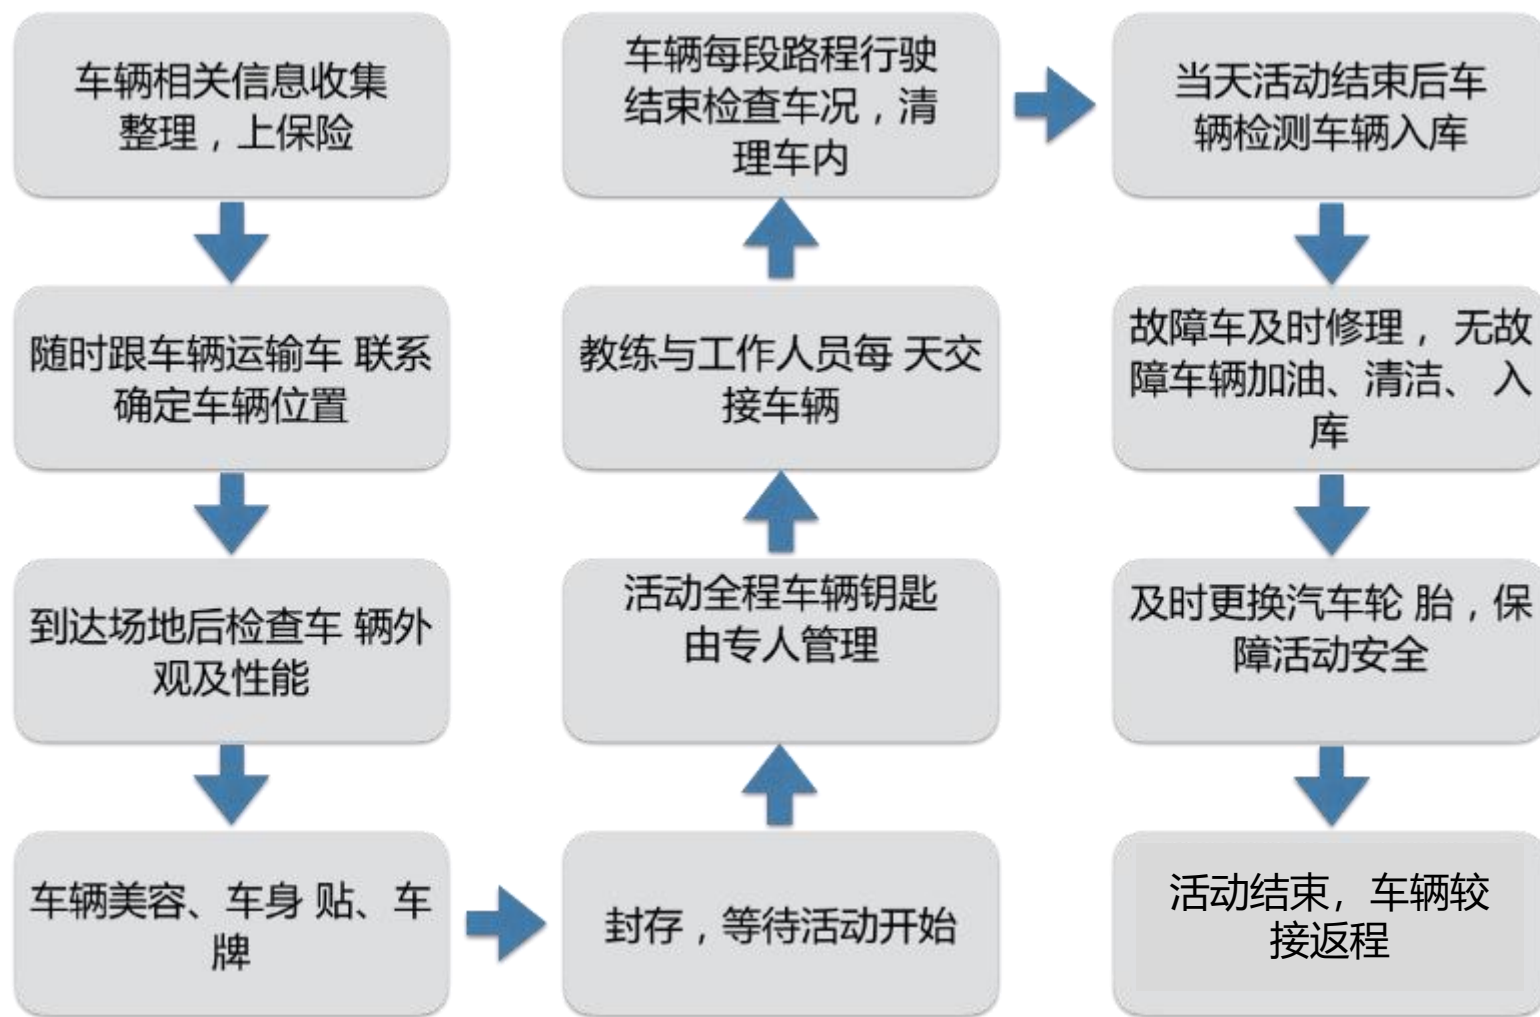 车辆相关信息收集
整理，上保险
随时跟车辆运输车 联系
确定车辆位置
到达场地后检查车 辆外
观及性能
车辆美容、车身 贴、车
牌
封存，等待活动开始
活动全程车辆钥匙
由专人管理
教练与工作人员每 天交
接车辆
车辆每段路程行驶
结束检查车况，清
理车内
当天活动结束后车
辆检测车辆入库
故障车及时修理， 无故
障车辆加油、清洁、 入
库
及时更换汽车轮 胎，保
障活动安全
活动结束，车辆较
接返程